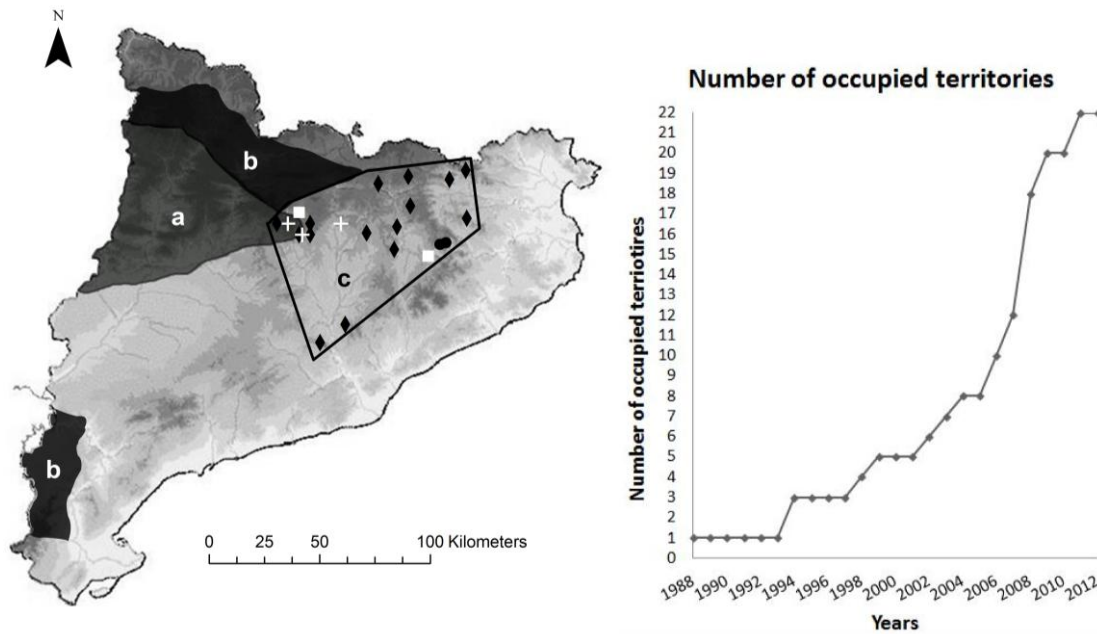 N
b
a
c
b
0 25 50 100 Kilometers
Number of occupied territories
Number of occupied terriotires
22
21
20
19
18
17
16
15
14
13
12
11
10
9
8
7
6
5
4
3
2
1
0
1988 1990 1992 1994 1996 1998 2000 2002 2004 2006 2008 2010 2012
Years